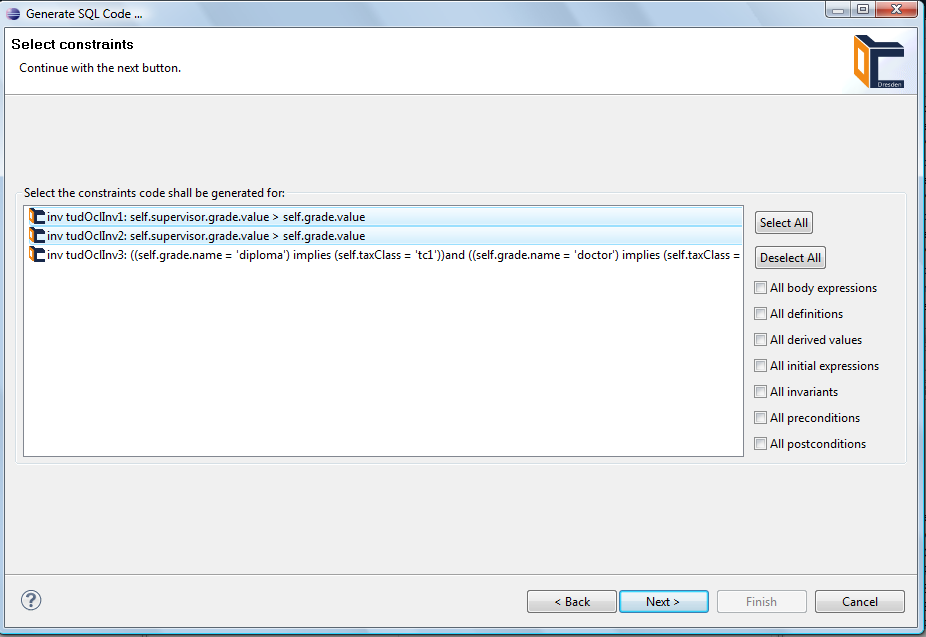 Generate SQL Code ...
Select constraints
Continue with the next button.
Dresden
Select the constraints code shall be generated for:
inv tudOclInv1: self.supervisor.grade.value > self.grade.value
inv tudOclInv2: self.supervisor.grade.value > self.grade.value
inv tudOclInv3: ((self.grade.name = 'diploma') implies (self.taxClass = 'tc1'))and ((self.grade.name = 'doctor') implies (self.taxClass =
Select All
Deselect All
All body expressions
All definitions
All derived values
All initial expressions
All invariants
All preconditions
All postconditions
?
< Back
Next >
Finish
Cancel